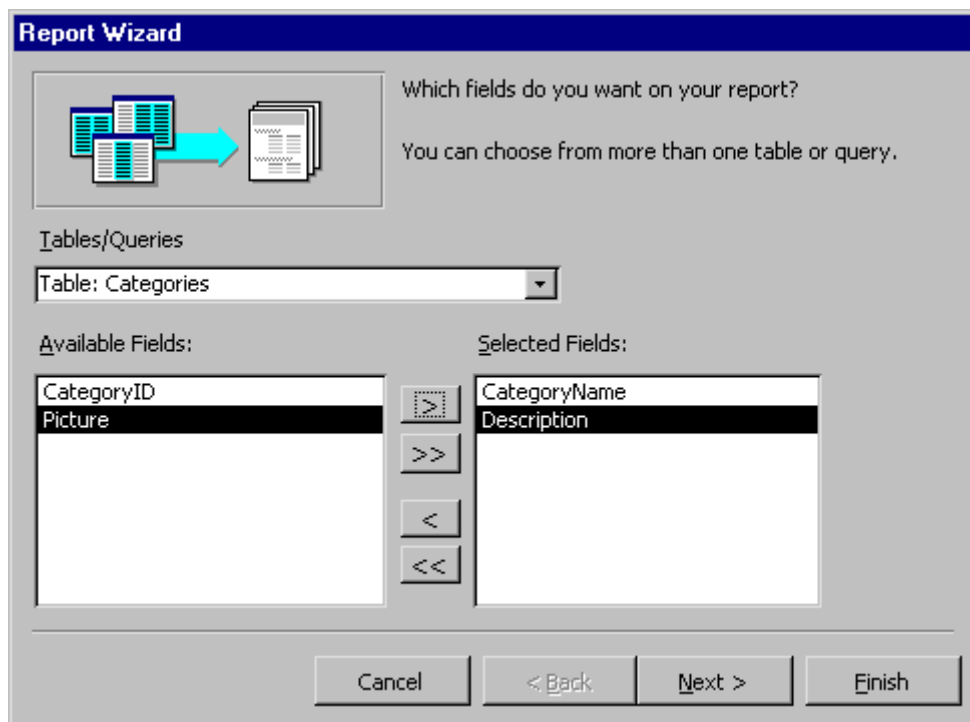 Report Wizard
Which fields do you want on your report?
You can choose from more than one table or query.
Tables/Queries
Table: Categories
Available Fields:
Selected Fields:
CategoryID
Picture
>
>>
<
<<
CategoryName
Description
Cancel
< Back
Next >
Finish